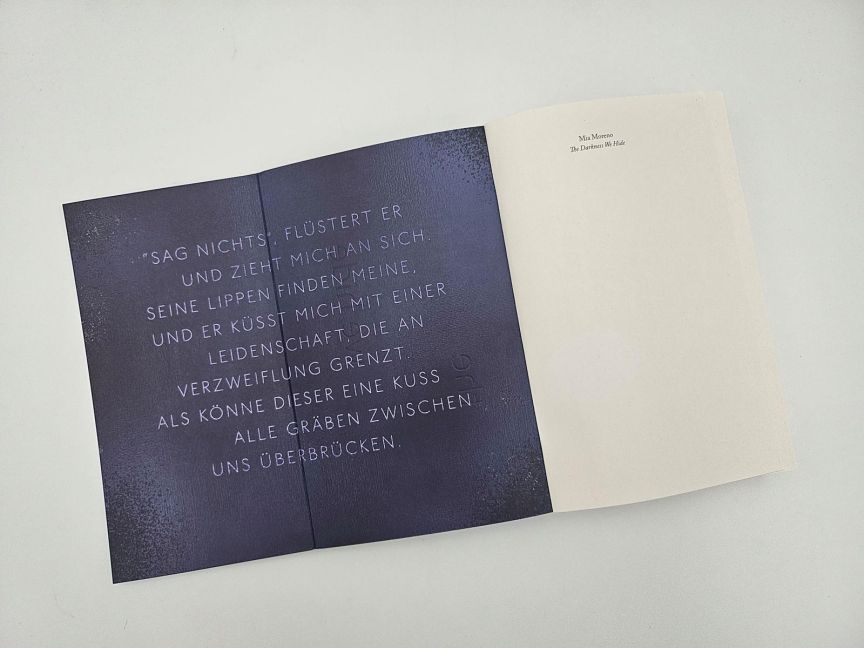 "SAG NICHTS", FLÜSTERT ER
UND ZIEHT MICH AN SICH.
SEINE LIPPEN FINDEN MEINE,
UND ER KÜSST MICH MIT EINER
LEIDENSCHAFT, DIE AN
VERZWEIFLUNG GRENZT.
ALS KÖNNE DIESER EINE KUSS
ALLE GRÄBEN ZWISCHEN
UNS ÜBERBRÜCKEN.
Mia Moreno
The Darkness We Hide